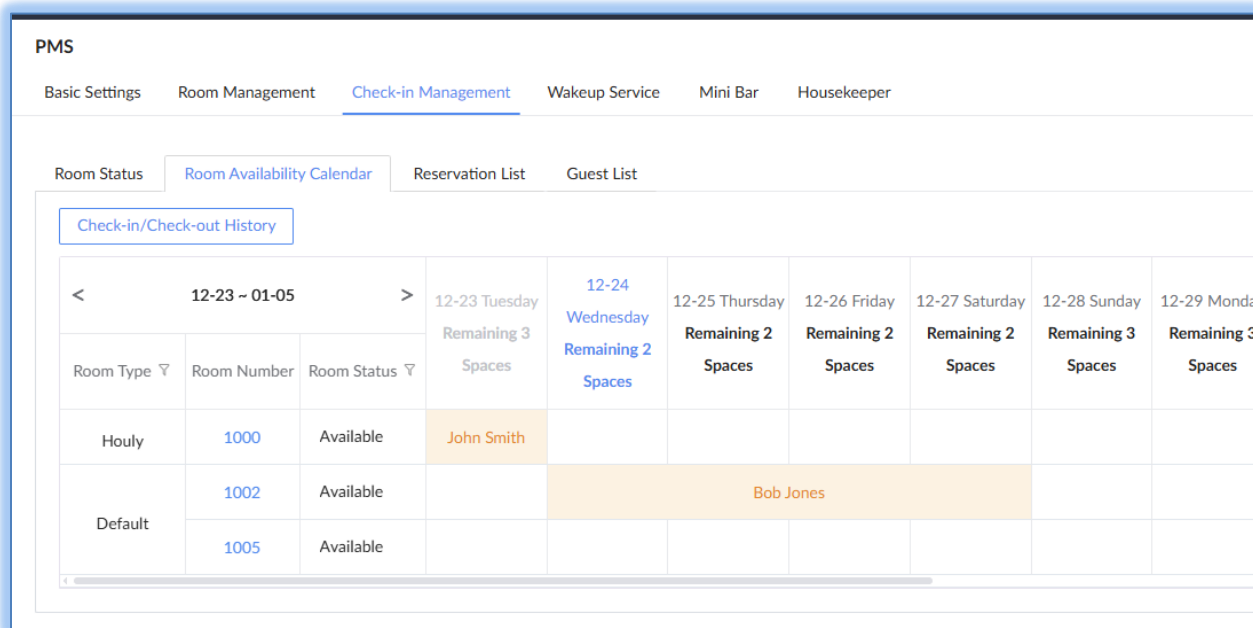 PMS
Basic Settings Room Management Check-in Management Wakeup Service Mini Bar Housekeeper
Room Status Room Availability Calendar Reservation List Guest List
Check-in/Check-out History
< 12-23 ~ 01-05 >
Room Type Room Number Room Status
12-23 Tuesday
Remaining 3
Spaces
12-24
Wednesday
Remaining 2
Spaces
12-25 Thursday
Remaining 2
Spaces
12-26 Friday
Remaining 2
Spaces
12-27 Saturday
Remaining 2
Spaces
12-28 Sunday
Remaining 3
Spaces
12-29 Monda
Remaining 3
Spaces
Houly 1000 Available John Smith
Default
1002 Available Bob Jones
1005 Available